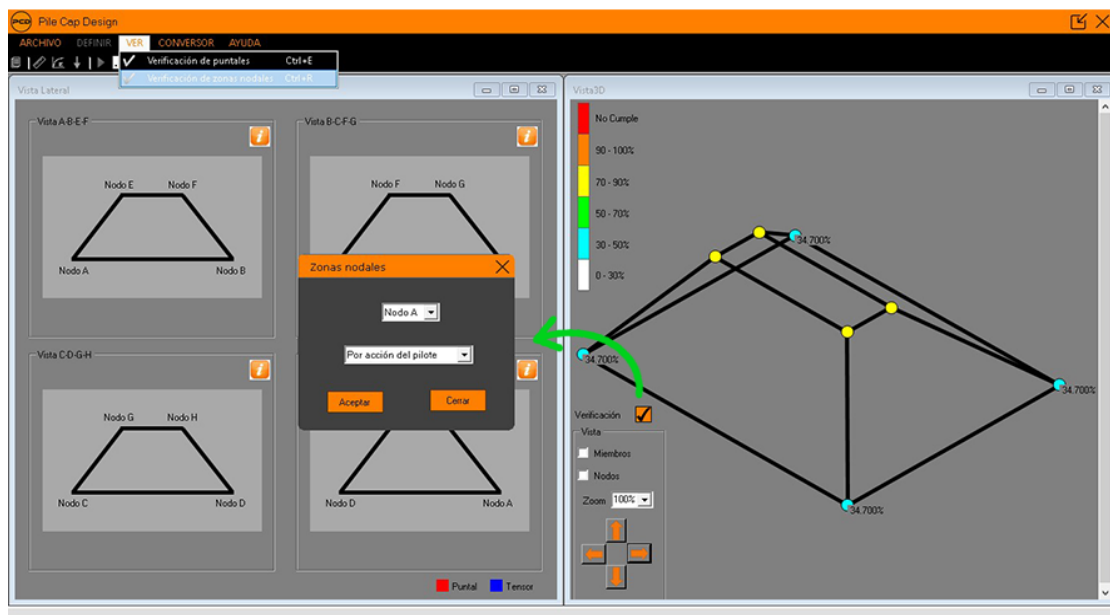 PCD Pile Cap Design
ARCHIVO DEFINIR VER CONVERSOR AYUDA
Verificación de puntales Ctrl+E
Verificación de zonas nodales Ctrl+R
Vista Lateral
Vista A-B-E-F
Nodo E Nodo F
Nodo A Nodo B
Vista B-C-F-G
Nodo F Nodo G
Zonas nodales
Nodo A
Por acción del pilote
Aceptar Cerrar
Vista C-D-G-H
Nodo G Nodo H
Nodo C Nodo D
Nodo D Nodo A
Puntal Tensor
Vista3D
No Cumple
90 - 100%
70 - 90%
50 - 70%
30 - 50%
0 - 30%
34.700%
34.700%
34.700%
34.700%
Verificación
Vista
Miembros
Nodos
Zoom 100%